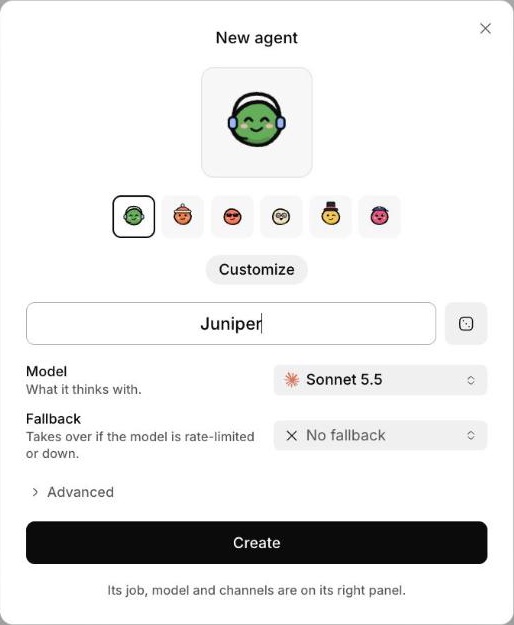 New agent
Customize
Juniper
Model
What it thinks with.
Sonnet 5.5
Fallback
Takes over if the model is rate-limited
or down.
No fallback
Advanced
Create
Its job, model and channels are on its right panel.